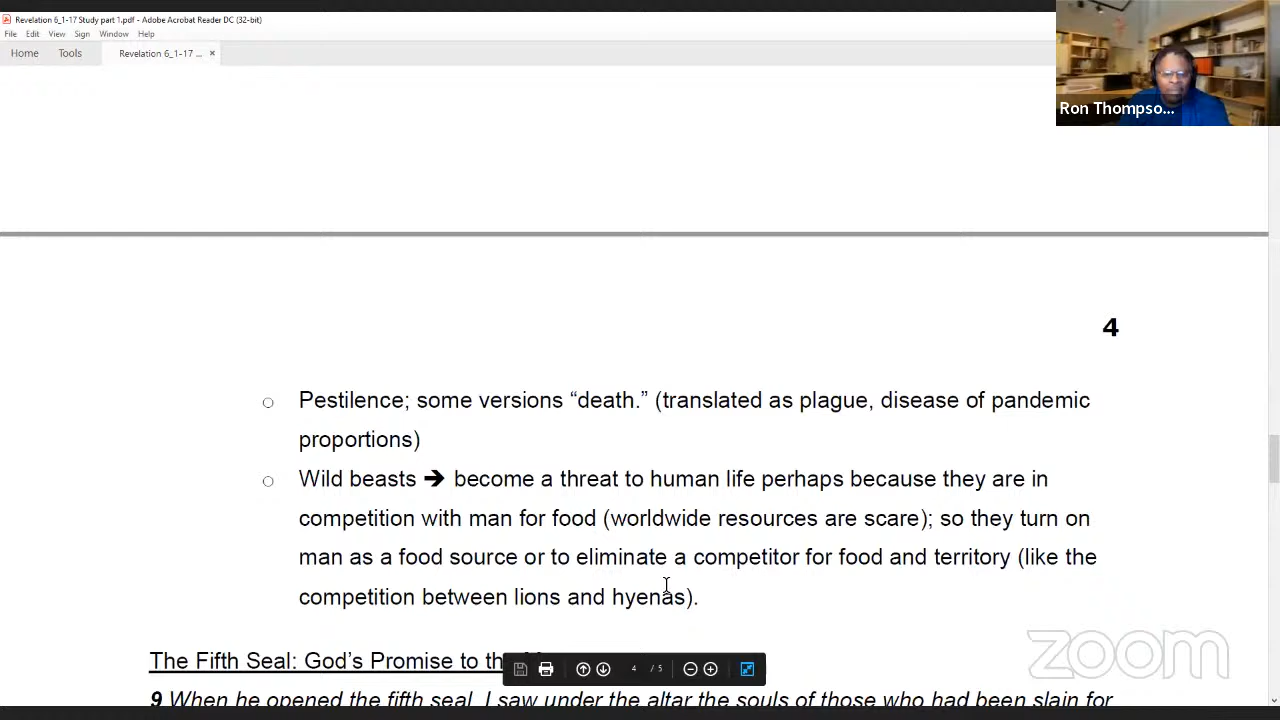 Revelation 6_1-17 Study part 1.pdf - Adobe Acrobat Reader DC (32-bit)
File Edit View Sign Window Help
Home Tools Revelation 6_1-17 ... ×
Ron Thompso...
4
Pestilence; some versions “death.” (translated as plague, disease of pandemic
proportions)
Wild beasts ➔ become a threat to human life perhaps because they are in
competition with man for food (worldwide resources are scare); so they turn on
man as a food source or to eliminate a competitor for food and territory (like the
competition between lions and hyenas).
The Fifth Seal: God’s Promise to
4 / 5
9 When he opened the fifth seal, I saw under the altar the souls of those who had been slain for
zoom